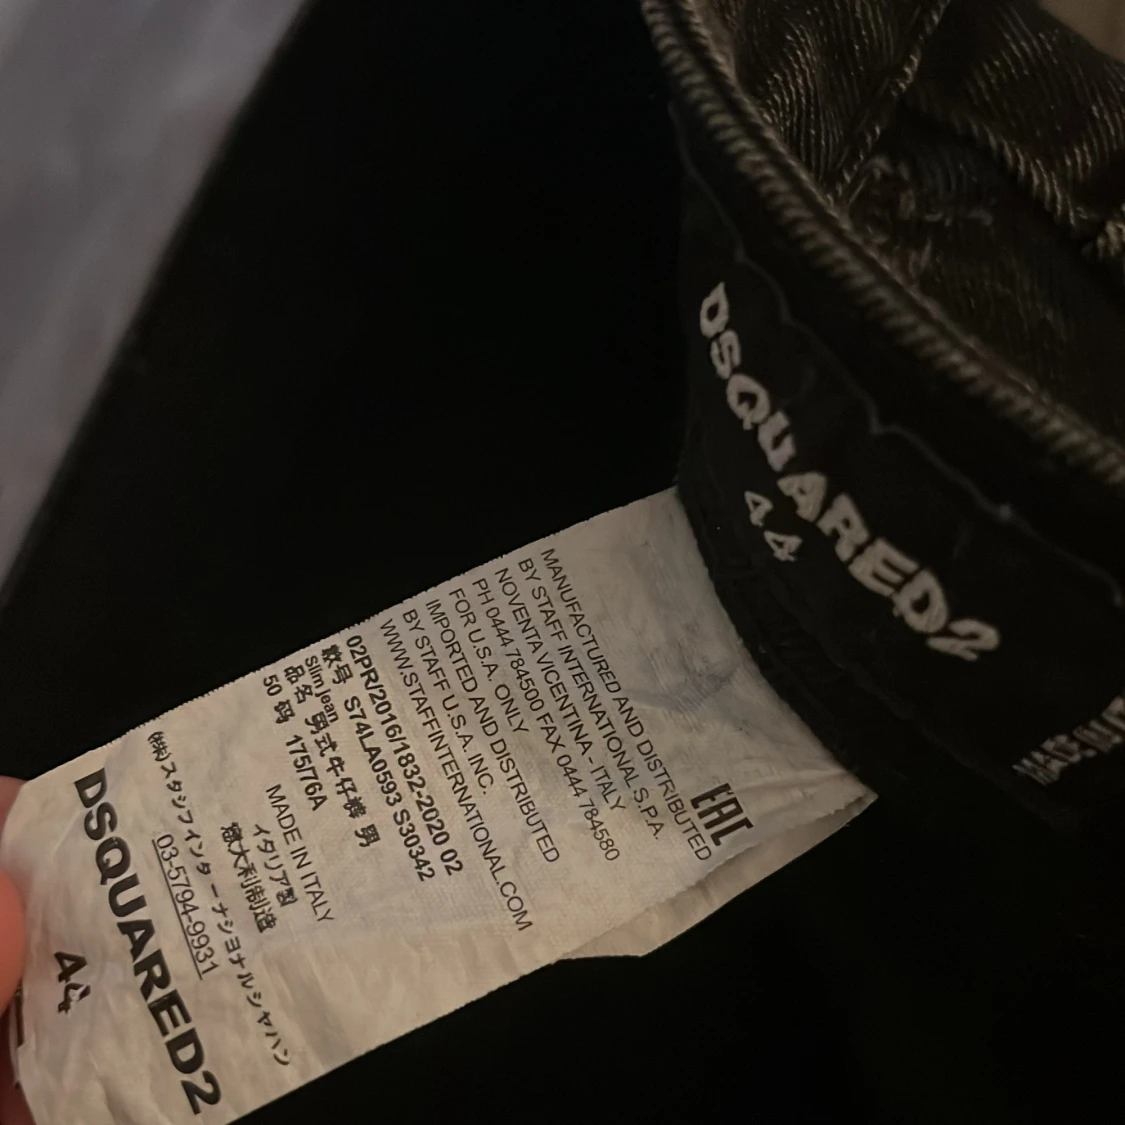 DSQUARED2
44
MADE IN
EAC
MANUFACTURED AND DISTRIBUTED
BY STAFF INTERNATIONAL S.P.A.
NOVENTA VICENTINA - ITALY
PH 0444 784500 FAX 0444 784580
FOR U.S.A. ONLY
IMPORTED AND DISTRIBUTED
BY STAFF U.S.A. INC.
WWW.STAFFINTERNATIONAL.COM
02PR/2016/1832-2020 02
款号 S74LA0593 S30342
Slim jean
品名 男式牛仔裤 男
50 码 175/76A
MADE IN ITALY
イタリア製
意大利制造
(株)スタッフインターナショナルジャパン
03-5794-9931
DSQUARED2
44